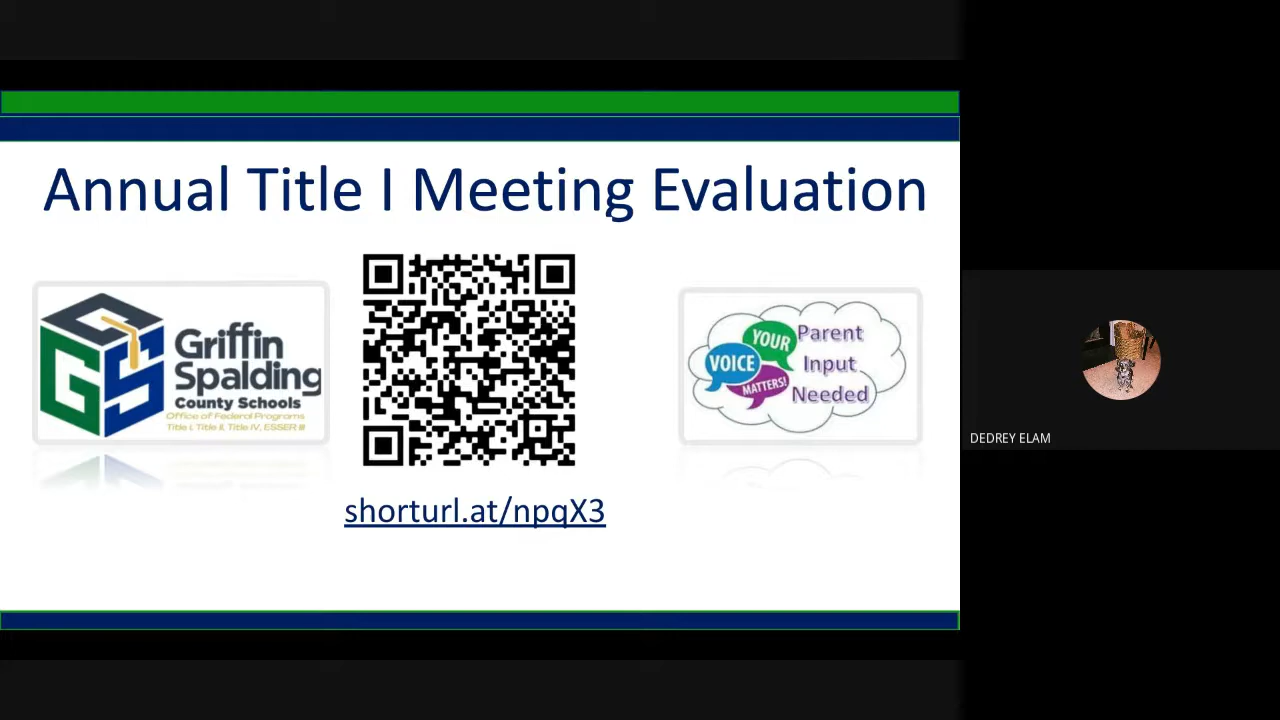 Annual Title I Meeting Evaluation
Griffin
Spalding
County Schools
Office of Federal Programs
Title I, Title II, Title IV, ESSER III
YOUR
VOICE
MATTERS!
Parent
Input
Needed
shorturl.at/npqX3
DEDREY ELAM